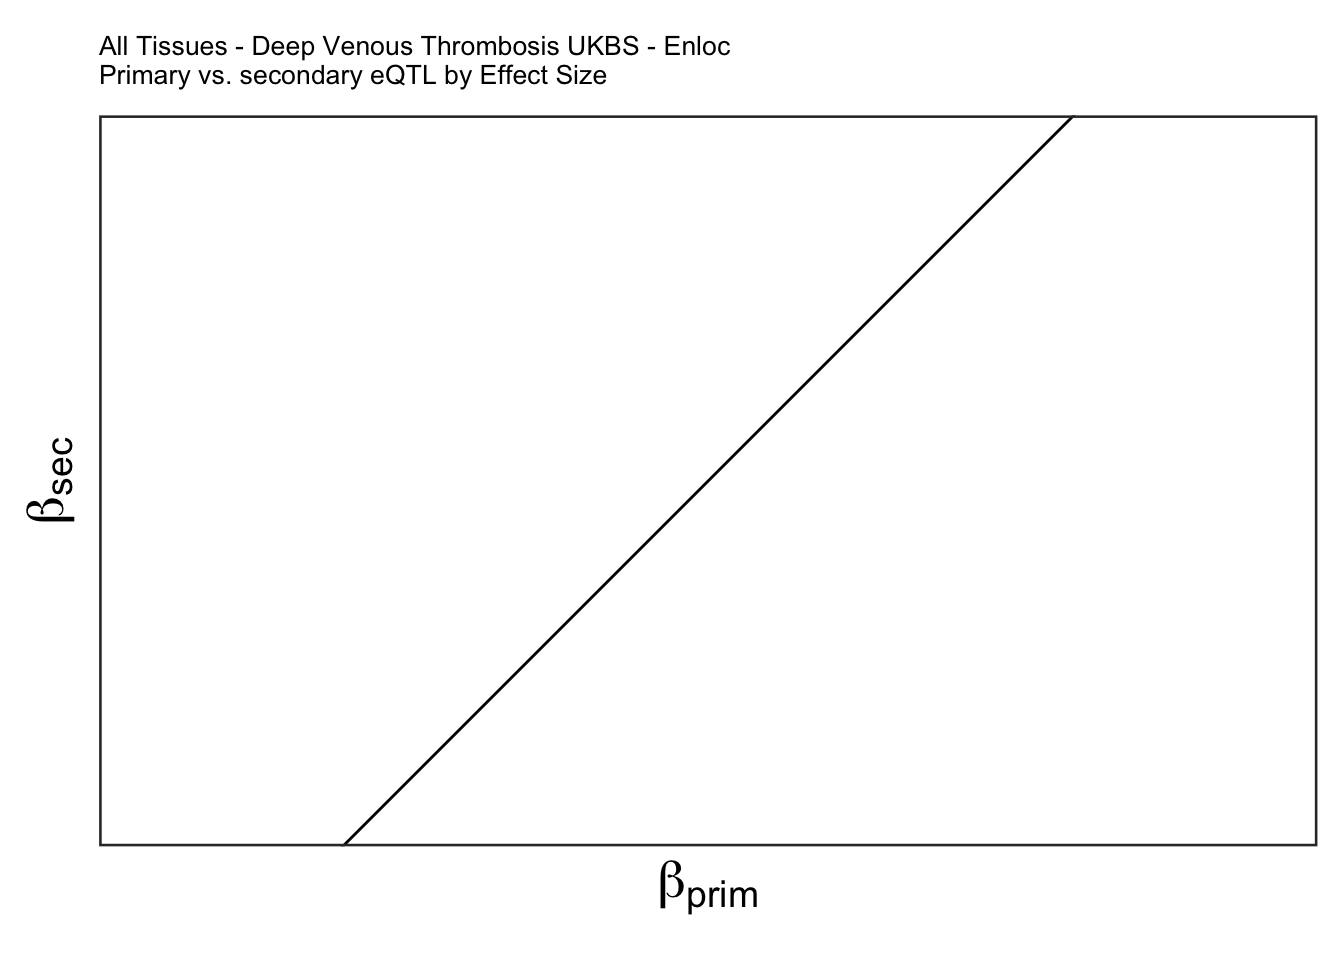 All Tissues - Deep Venous Thrombosis UKBS - Enloc
Primary vs. secondary eQTL by Effect Size
βsec
βprim